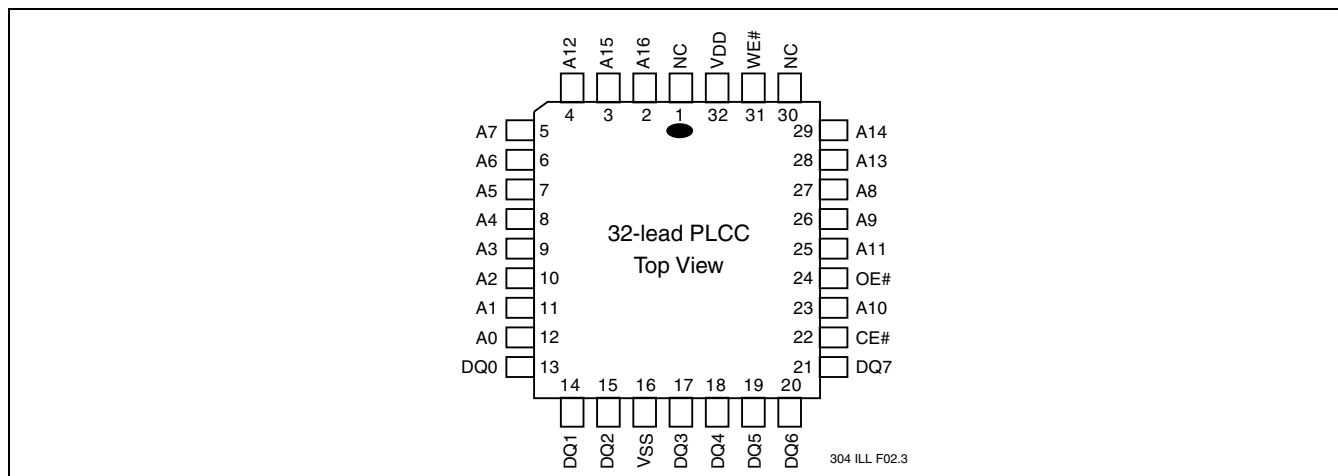 A12 A15 A16 NC VDD WE# NC
4 3 2 1 32 31 30
A7 5 29 A14
A6 6 28 A13
A5 7 27 A8
A4 8 26 A9
A3 9 25 A11
A2 10 24 OE#
A1 11 23 A10
A0 12 22 CE#
DQ0 13 21 DQ7
32-lead PLCC
Top View
14 15 16 17 18 19 20
DQ1 DQ2 VSS DQ3 DQ4 DQ5 DQ6
304 ILL F02.3